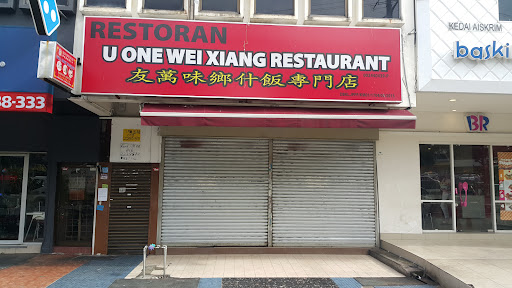 RESTORAN
U ONE WEI XIANG RESTAURANT
友萬味鄉什飯專門店
88-333
KEDAI AISKRIM
baski
BR